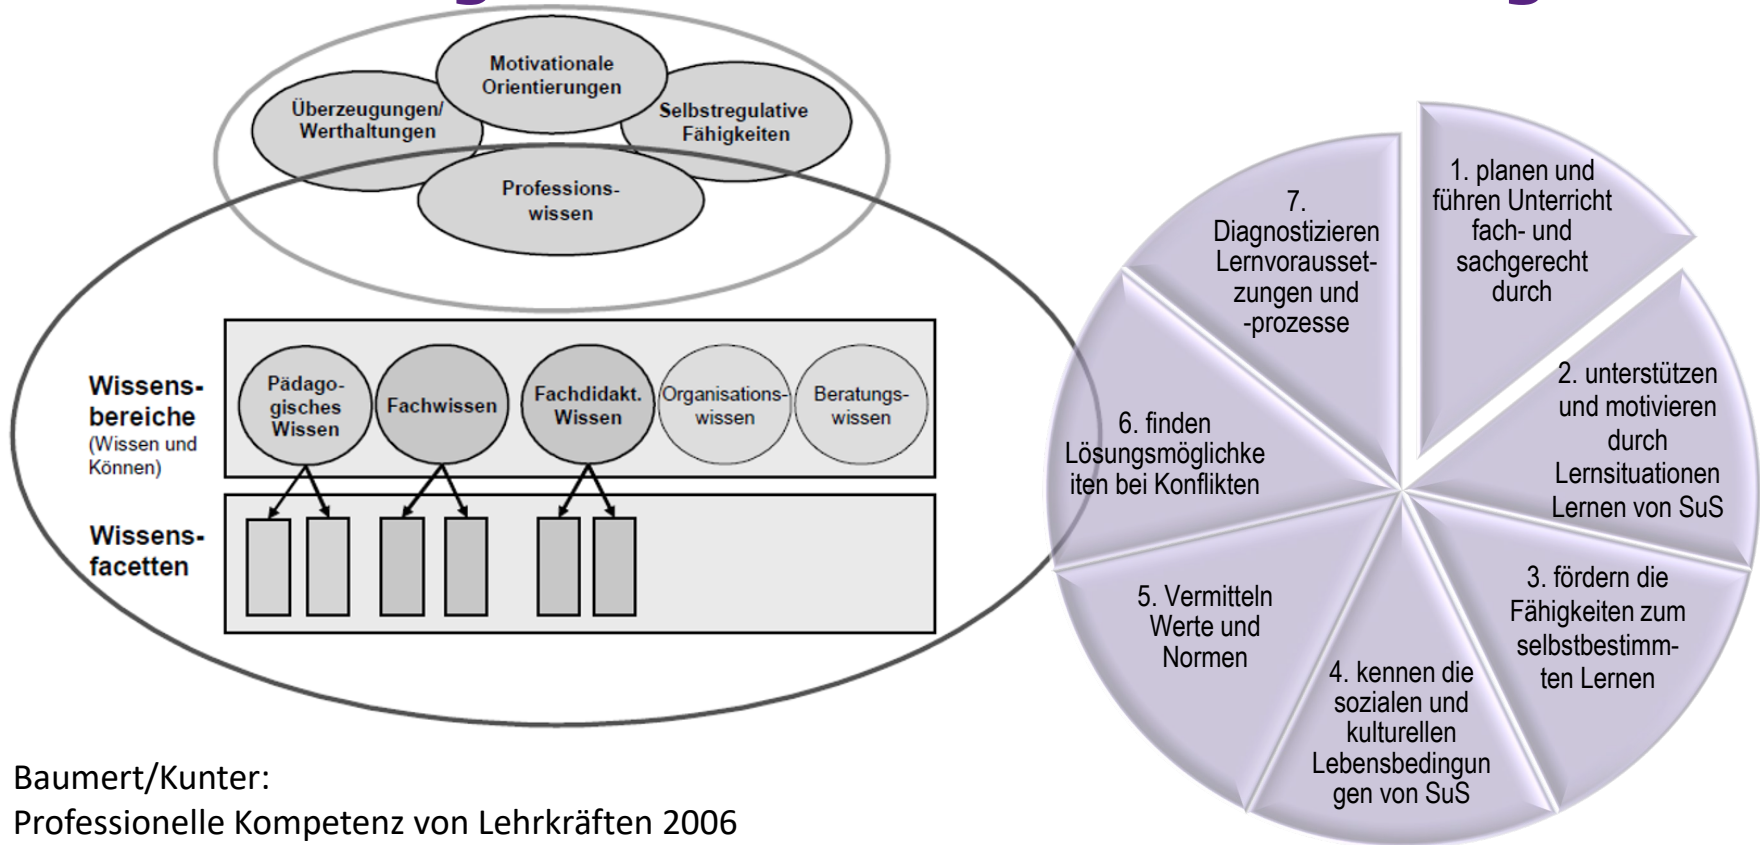 Motivationale
Orientierungen
Überzeugungen/
Werthaltungen
Selbstregulative
Fähigkeiten
Professions-
wissen
Wissens-
bereiche
(Wissen und
Können)
Pädago-
gisches
Wissen
Fachwissen
Fachdidakt.
Wissen
Organisations-
wissen
Beratungs-
wissen
Wissens-
facetten
Baumert/Kunter:
Professionelle Kompetenz von Lehrkräften 2006
1. planen und
führen Unterricht
fach- und
sachgerecht
durch
2. unterstützen
und motivieren
durch
Lernsituationen
Lernen von SuS
3. fördern die
Fähigkeiten zum
selbstbestimm-
ten Lernen
4. kennen die
sozialen und
kulturellen
Lebensbedingun
gen von SuS
5. Vermitteln
Werte und
Normen
6. finden
Lösungsmöglichke
iten bei Konflikten
7.
Diagnostizieren
Lernvorausset-
zungen und
-prozesse